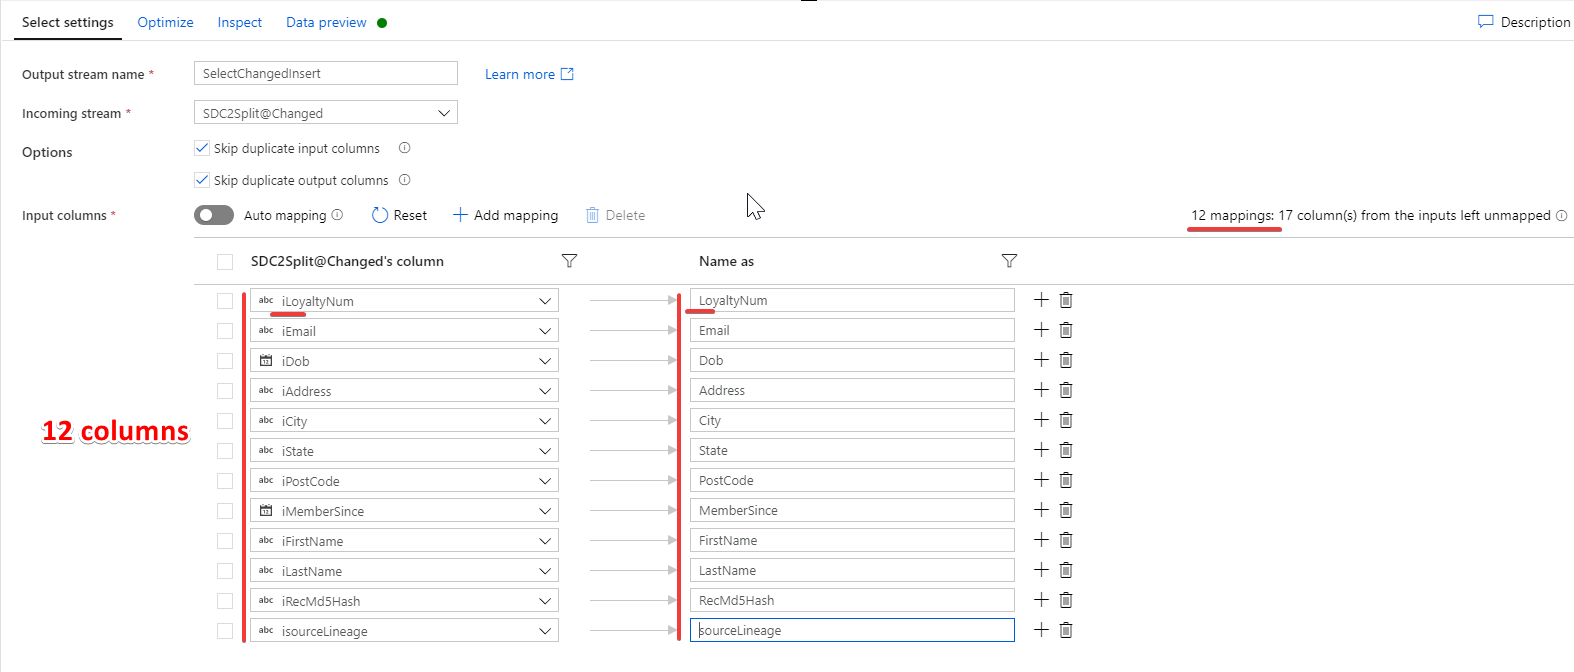 Select settings Optimize Inspect Data preview Description
Output stream name * SelectChangedInsert Learn more
Incoming stream * SDC2Split@Changed
Options Skip duplicate input columns
Skip duplicate output columns
Input columns * Auto mapping Reset Add mapping Delete 12 mappings: 17 column(s) from the inputs left unmapped
SDC2Split@Changed's column Name as
abc iLoyaltyNum LoyaltyNum
abc iEmail Email
iDob Dob
abc iAddress Address
12 columns
abc iCity City
abc iState State
abc iPostCode PostCode
iMemberSince MemberSince
abc iFirstName FirstName
abc iLastName LastName
abc iRecMd5Hash RecMd5Hash
abc isourceLineage sourceLineage